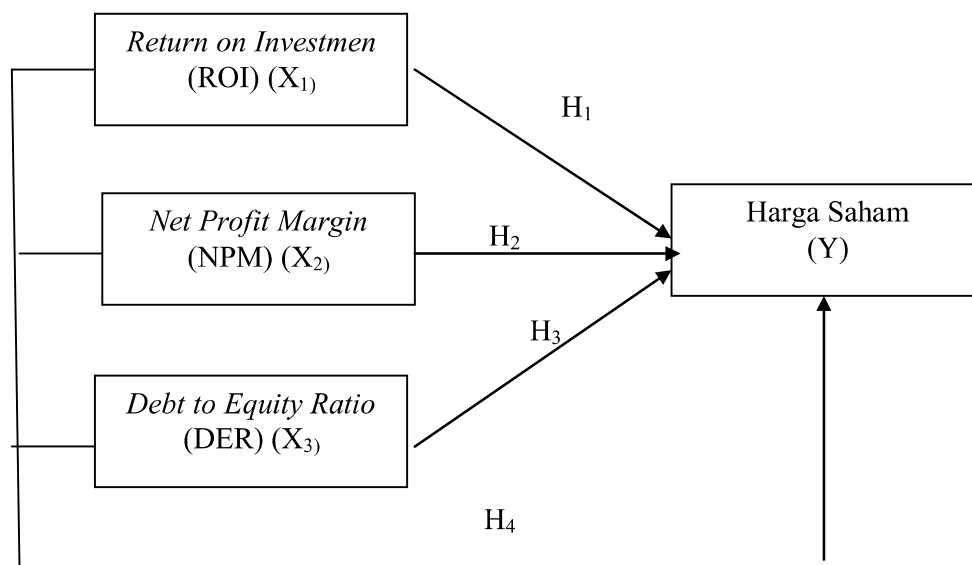 Return on Investmen
(ROI) (X1)
H1
Net Profit Margin
(NPM) (X2)
H2
Harga Saham
(Y)
H3
Debt to Equity Ratio
(DER) (X3)
H4